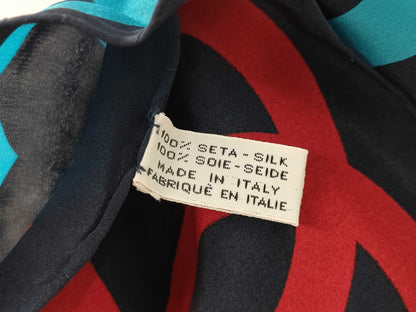 100% SETA - SILK
100% SOIE - SEIDE
MADE IN ITALY
FABRIQUÉ EN ITALIE